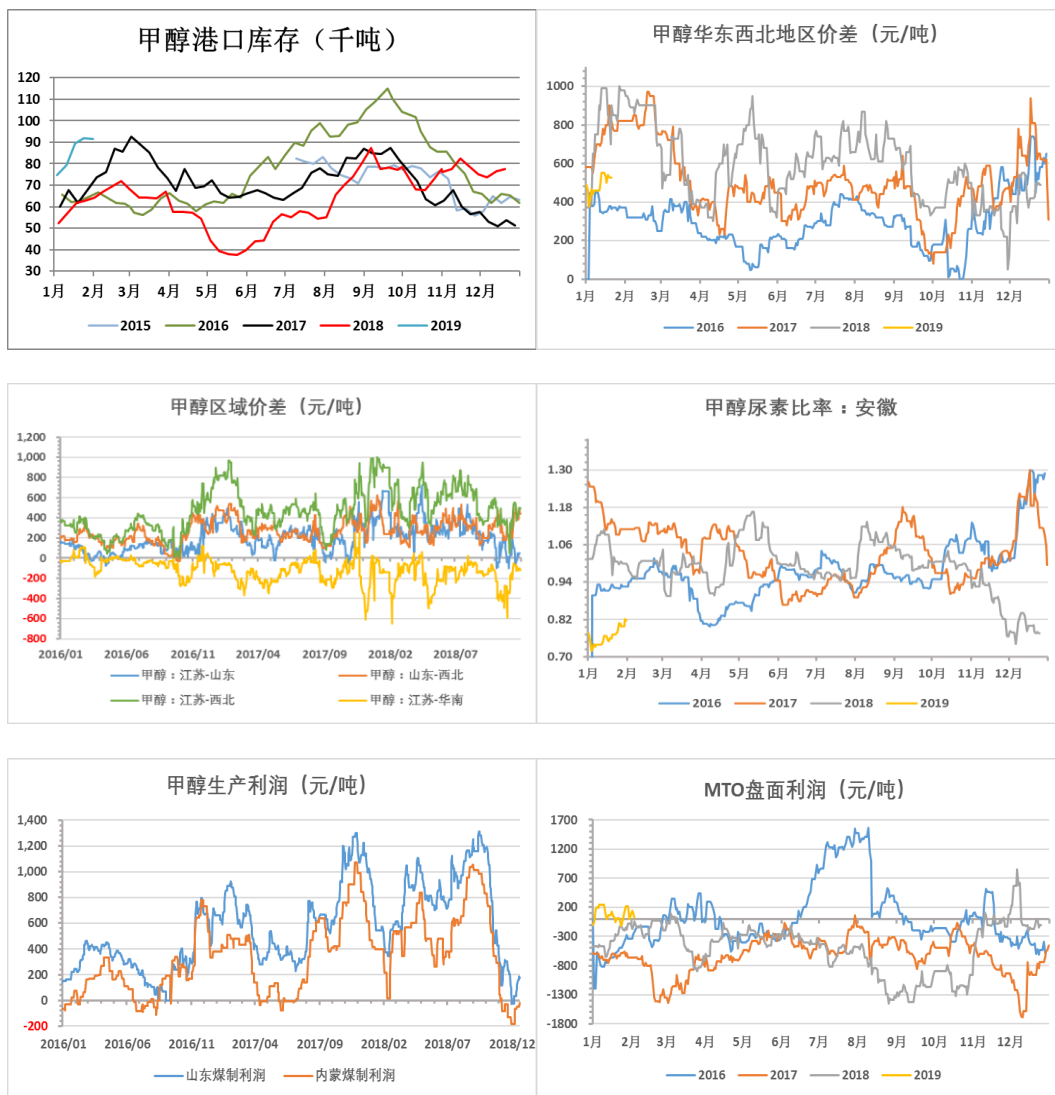 甲醇港口库存（千吨）
120
110
100
90
80
70
60
50
40
30
1月 2月 3月 4月 5月 6月 7月 8月 9月 10月 11月 12月
2015 2016 2017 2018 2019
甲醇华东西北地区价差（元/吨）
1000
800
600
400
200
0
1月 2月 3月 4月 5月 6月 7月 8月 9月 10月 11月 12月
2016 2017 2018 2019
甲醇区域价差（元/吨）
1,200
1,000
800
600
400
200
0
-200
-400
-600
-800
2016/01 2016/06 2016/11 2017/04 2017/09 2018/02 2018/07
甲醇：江苏-山东 甲醇：山东-西北
甲醇：江苏-西北 甲醇：江苏-华南
甲醇尿素比率：安徽
1.30
1.18
1.06
0.94
0.82
0.70
1月 2月 3月 4月 5月 6月 7月 8月 9月 10月 11月 12月
2016 2017 2018 2019
甲醇生产利润（元/吨）
1,400
1,200
1,000
800
600
400
200
0
-200
2016/01 2016/06 2016/11 2017/04 2017/09 2018/02 2018/07 2018/12
山东煤制利润 内蒙煤制利润
MTO盘面利润（元/吨）
1700
1200
700
200
-300
-800
-1300
-1800
1月 2月 3月 4月 5月 6月 7月 8月 9月 10月 11月 12月
2016 2017 2018 2019